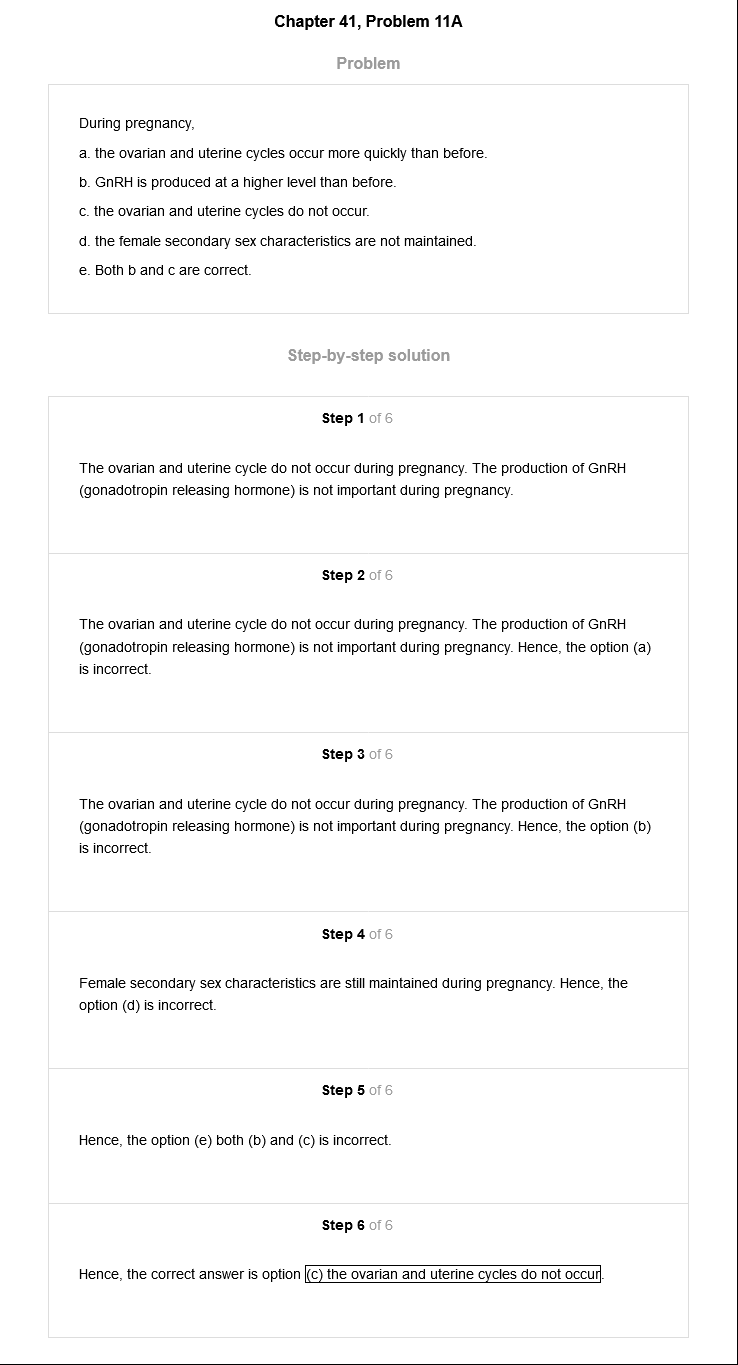 Chapter 41, Problem 11A
Problem
During pregnancy,
a. the ovarian and uterine cycles occur more quickly than before.
b. GnRH is produced at a higher level than before.
c. the ovarian and uterine cycles do not occur.
d. the female secondary sex characteristics are not maintained.
e. Both b and c are correct.
Step-by-step solution
Step 1 of 6
The ovarian and uterine cycle do not occur during pregnancy. The production of GnRH
(gonadotropin releasing hormone) is not important during pregnancy.
Step 2 of 6
The ovarian and uterine cycle do not occur during pregnancy. The production of GnRH
(gonadotropin releasing hormone) is not important during pregnancy. Hence, the option (a)
is incorrect.
Step 3 of 6
The ovarian and uterine cycle do not occur during pregnancy. The production of GnRH
(gonadotropin releasing hormone) is not important during pregnancy. Hence, the option (b)
is incorrect.
Step 4 of 6
Female secondary sex characteristics are still maintained during pregnancy. Hence, the
option (d) is incorrect.
Step 5 of 6
Hence, the option (e) both (b) and (c) is incorrect.
Step 6 of 6
Hence, the correct answer is option (c) the ovarian and uterine cycles do not occur.